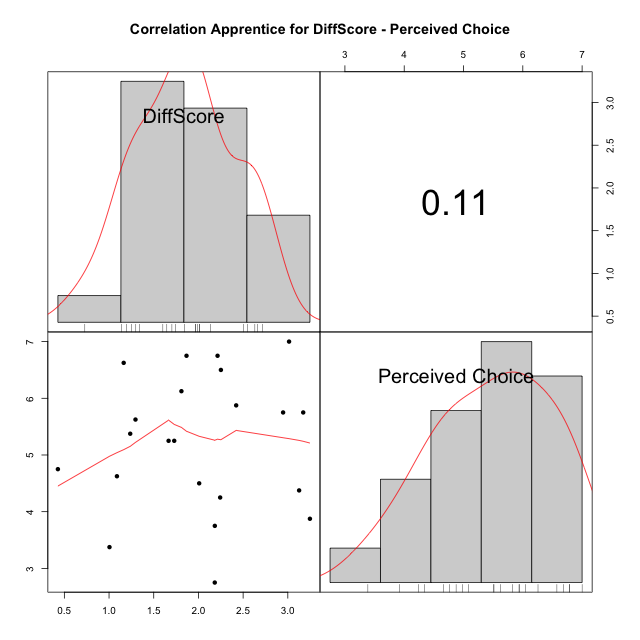 Correlation Apprentice for DiffScore - Perceived Choice
3 4 5 6 7
DiffScore
0.11
0.5 1.0 1.5 2.0 2.5 3.0
3 4 5 6 7
Perceived Choice
0.5 1.0 1.5 2.0 2.5 3.0